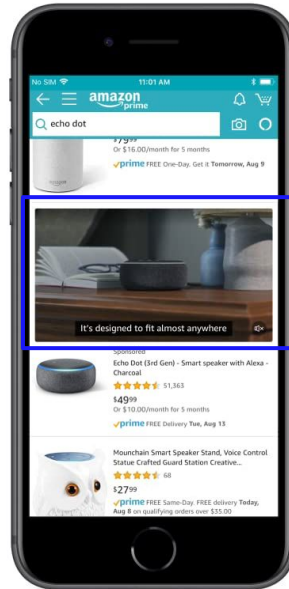 No SIM 11:01 AM
amazon
prime
echo dot
$79⁹⁹
Or $16.00/month for 5 months
prime FREE One-Day. Get it Tomorrow, Aug 9
It's designed to fit almost anywhere
Sponsored
Echo Dot (3rd Gen) - Smart speaker with Alexa -
Charcoal
51,363
$49⁹⁹
Or $10.00/month for 5 months
prime FREE Delivery Tue, Aug 13
Mounchain Smart Speaker Stand, Voice Control
Statue Crafted Guard Station Creative...
68
$27⁹⁹
prime FREE Same-Day. FREE delivery Today,
Aug 8 on qualifying orders over $35.00